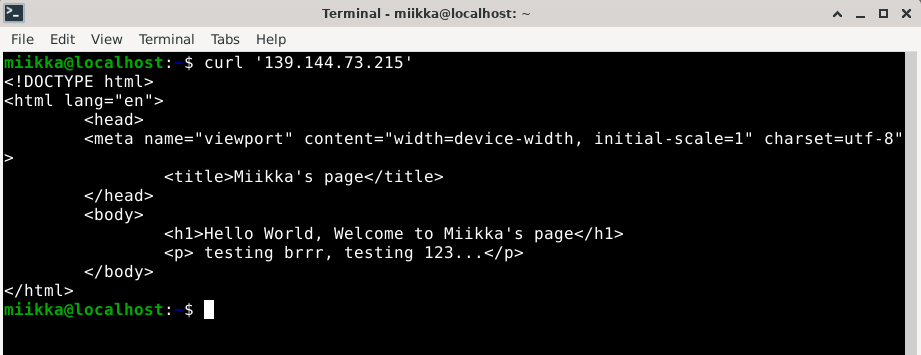 Terminal - miikka@localhost: ~
File Edit View Terminal Tabs Help
miikka@localhost:~$ curl '139.144.73.215'
<!DOCTYPE html>
<html lang="en">
<head>
<meta name="viewport" content="width=device-width, initial-scale=1" charset=utf-8"
>
<title>Miikka's page</title>
</head>
<body>
<h1>Hello World, Welcome to Miikka's page</h1>
<p> testing brrr, testing 123...</p>
</body>
</html>
miikka@localhost:~$